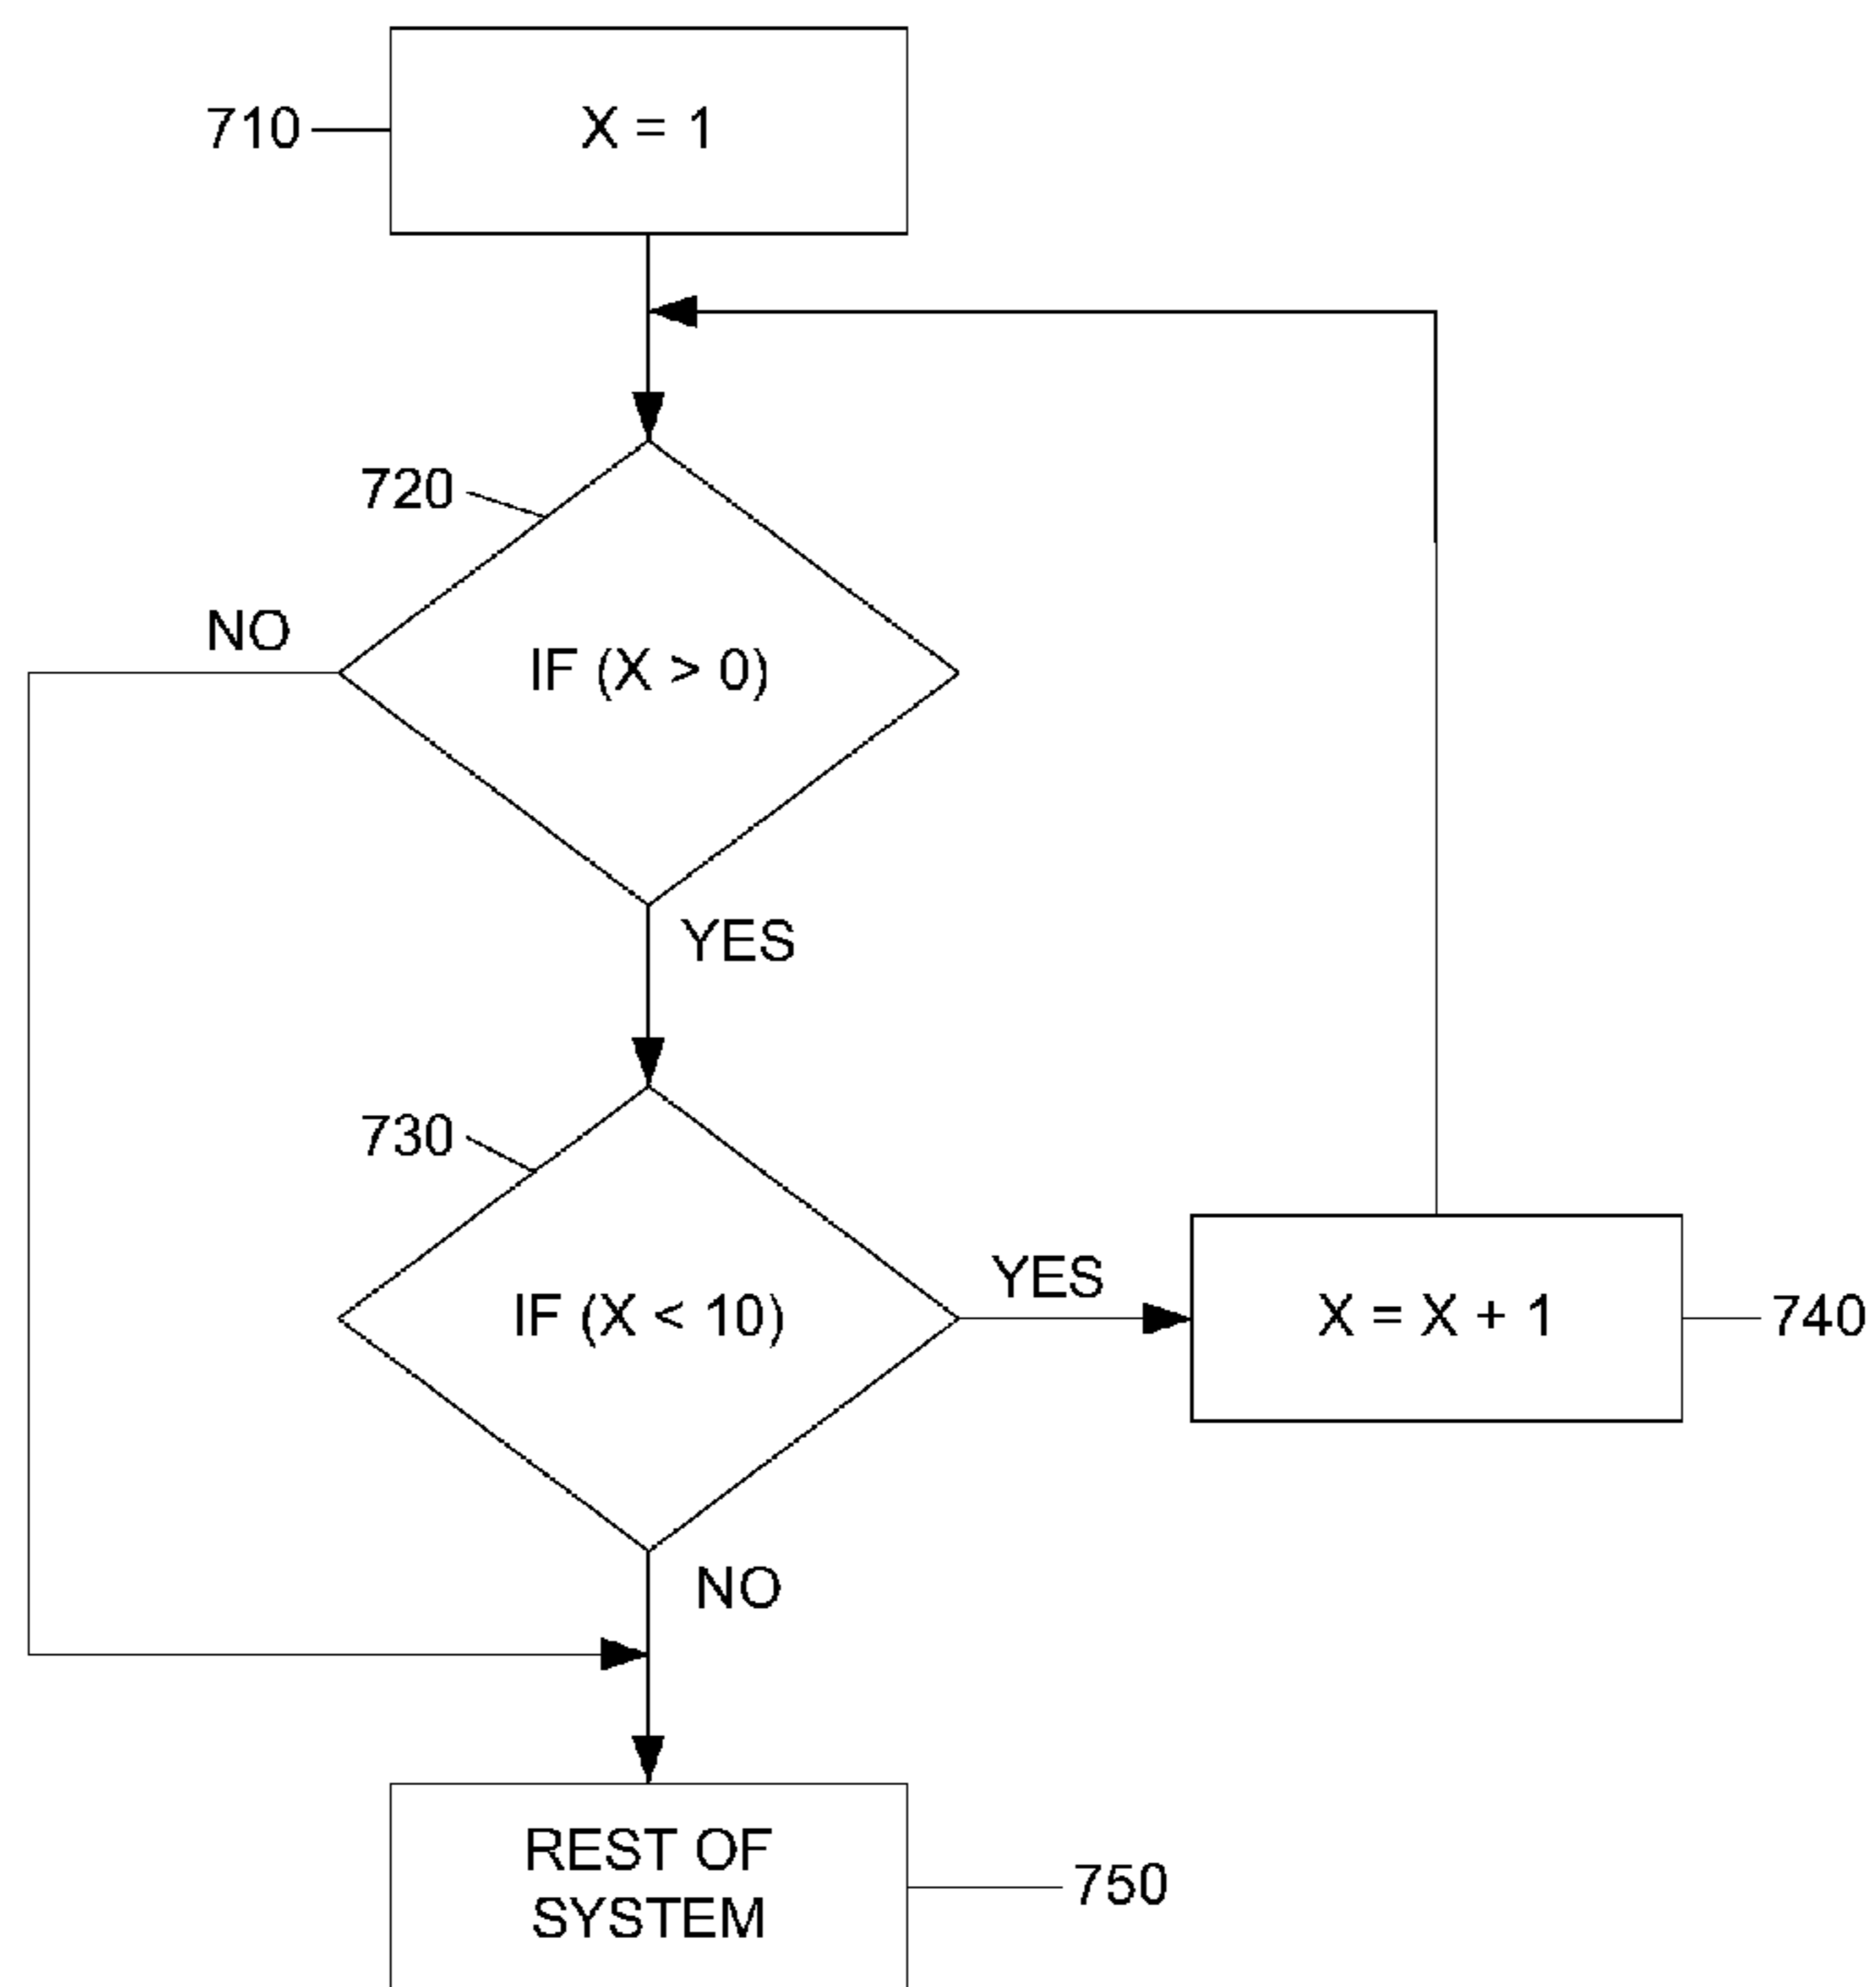 710
X = 1
720
NO
IF (X > 0)
YES
730
IF (X < 10)
YES
X = X + 1
740
NO
REST OF
SYSTEM
750